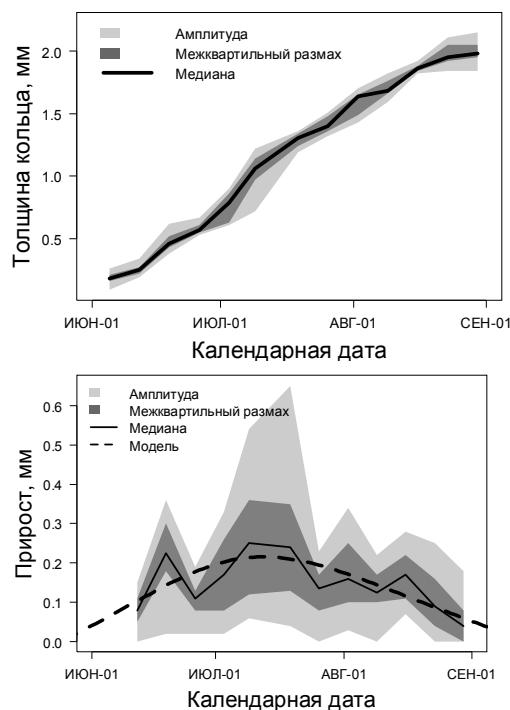 Амплитуда
Межквартильный размах
Медиана
Толщина кольца, мм
2.0
1.5
1.0
0.5
ИЮН-01 ИЮЛ-01 АВГ-01 СЕН-01
Календарная дата
Амплитуда
Межквартильный размах
Медиана
Модель
Прирост, мм
0.6
0.5
0.4
0.3
0.2
0.1
0.0
ИЮН-01 ИЮЛ-01 АВГ-01 СЕН-01
Календарная дата